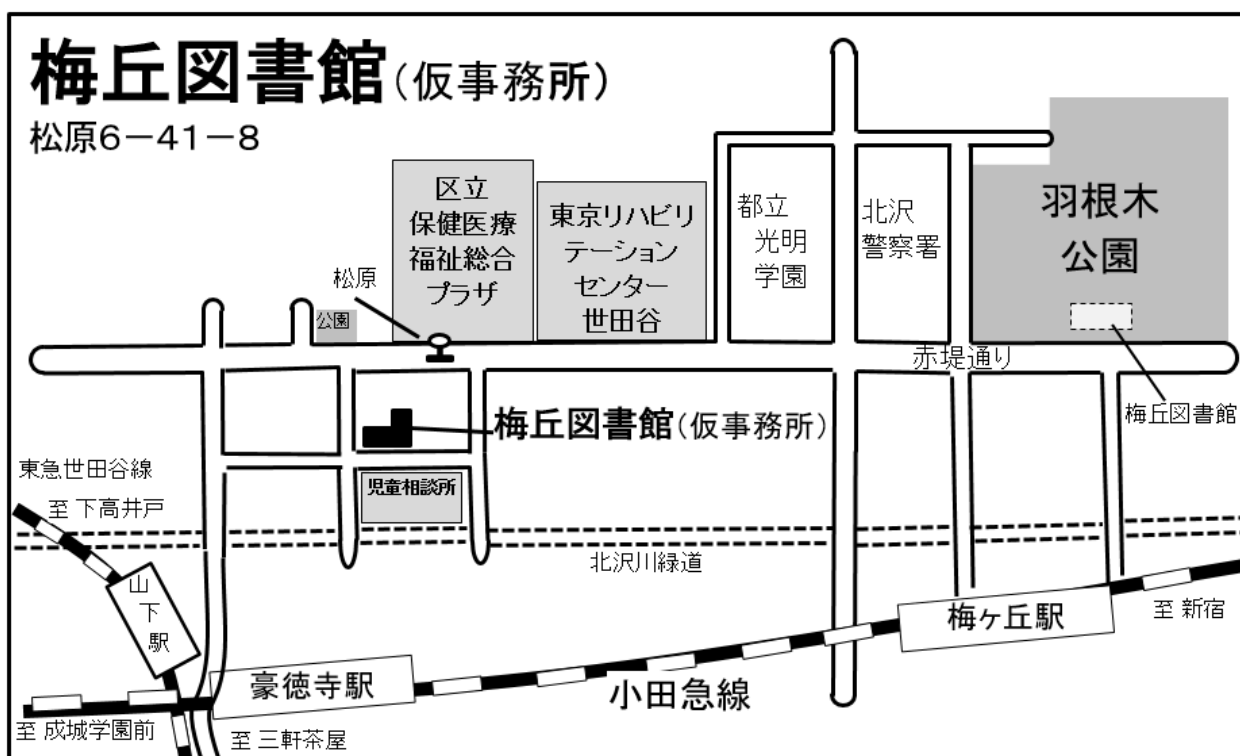 梅丘図書館(仮事務所)
松原6－41－8
区立
保健医療
福祉総合
プラザ
東京リハビリ
テーション
センター
世田谷
都立
光明
学園
北沢
警察署
羽根木
公園
松原
公園
赤堤通り
梅丘図書館
梅丘図書館(仮事務所)
児童相談所
東急世田谷線
至 下高井戸
北沢川緑道
山下駅
豪徳寺駅
梅ヶ丘駅
至 新宿
小田急線
至 成城学園前
至 三軒茶屋